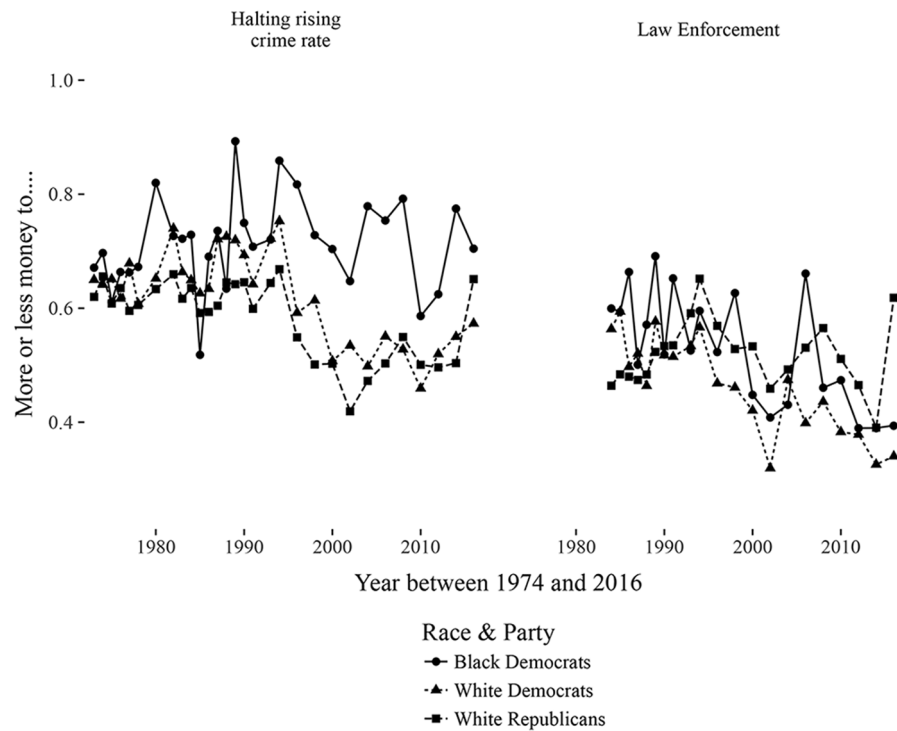 Halting rising
crime rate
Law Enforcement
More or less money to....
1.0
0.8
0.6
0.4
1980 1990 2000 2010
1980 1990 2000 2010
Year between 1974 and 2016
Race & Party
Black Democrats
White Democrats
White Republicans